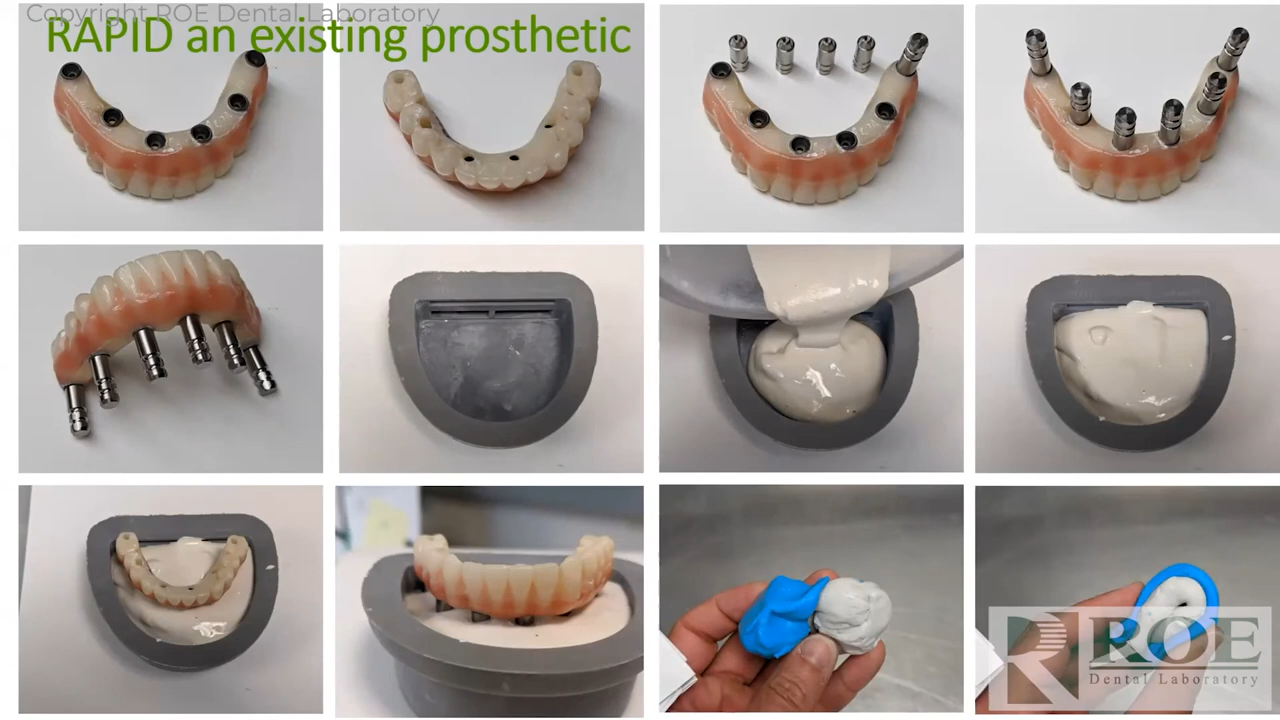 Copyright ROE Dental Laboratory
RAPID an existing prosthetic
ROE
Dental Laboratory